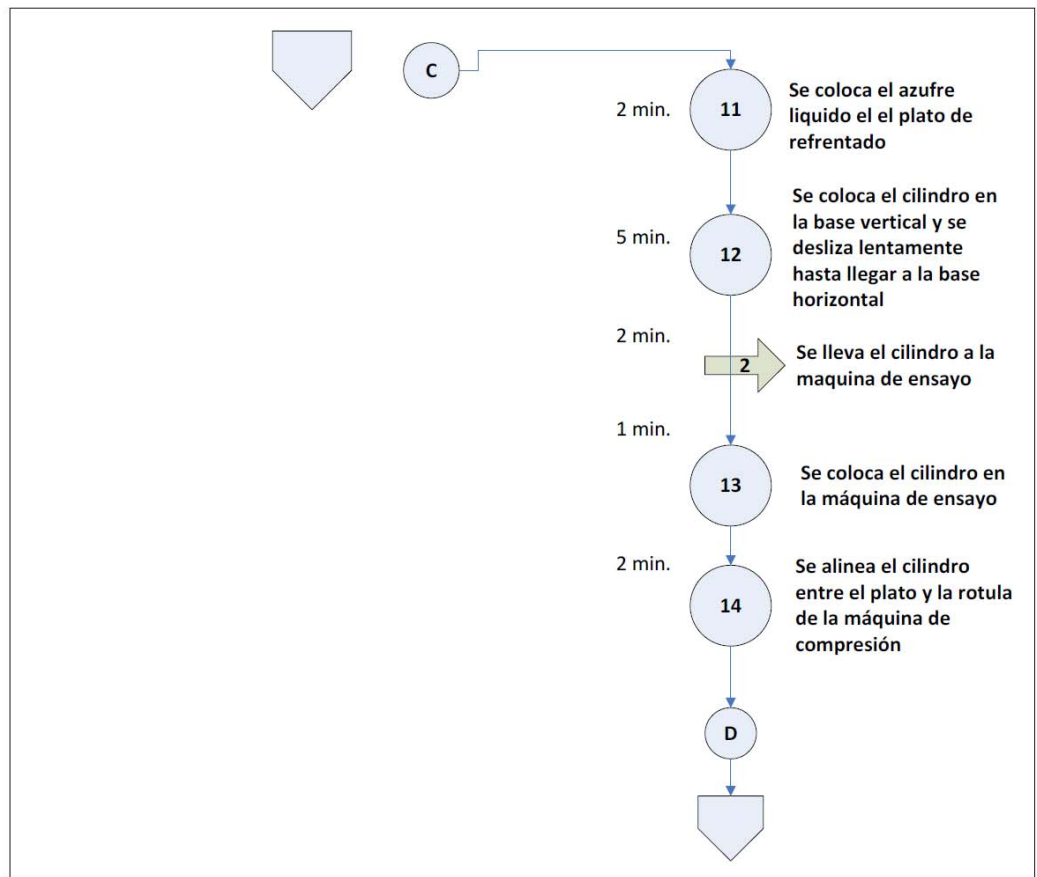 C
2 min.
11
Se coloca el azufre
liquido el el plato de
refrentado
5 min.
12
Se coloca el cilindro en
la base vertical y se
desliza lentamente
hasta llegar a la base
horizontal
2 min.
2
Se lleva el cilindro a la
maquina de ensayo
1 min.
13
Se coloca el cilindro en
la máquina de ensayo
2 min.
14
Se alinea el cilindro
entre el plato y la rotula
de la máquina de
compresión
D